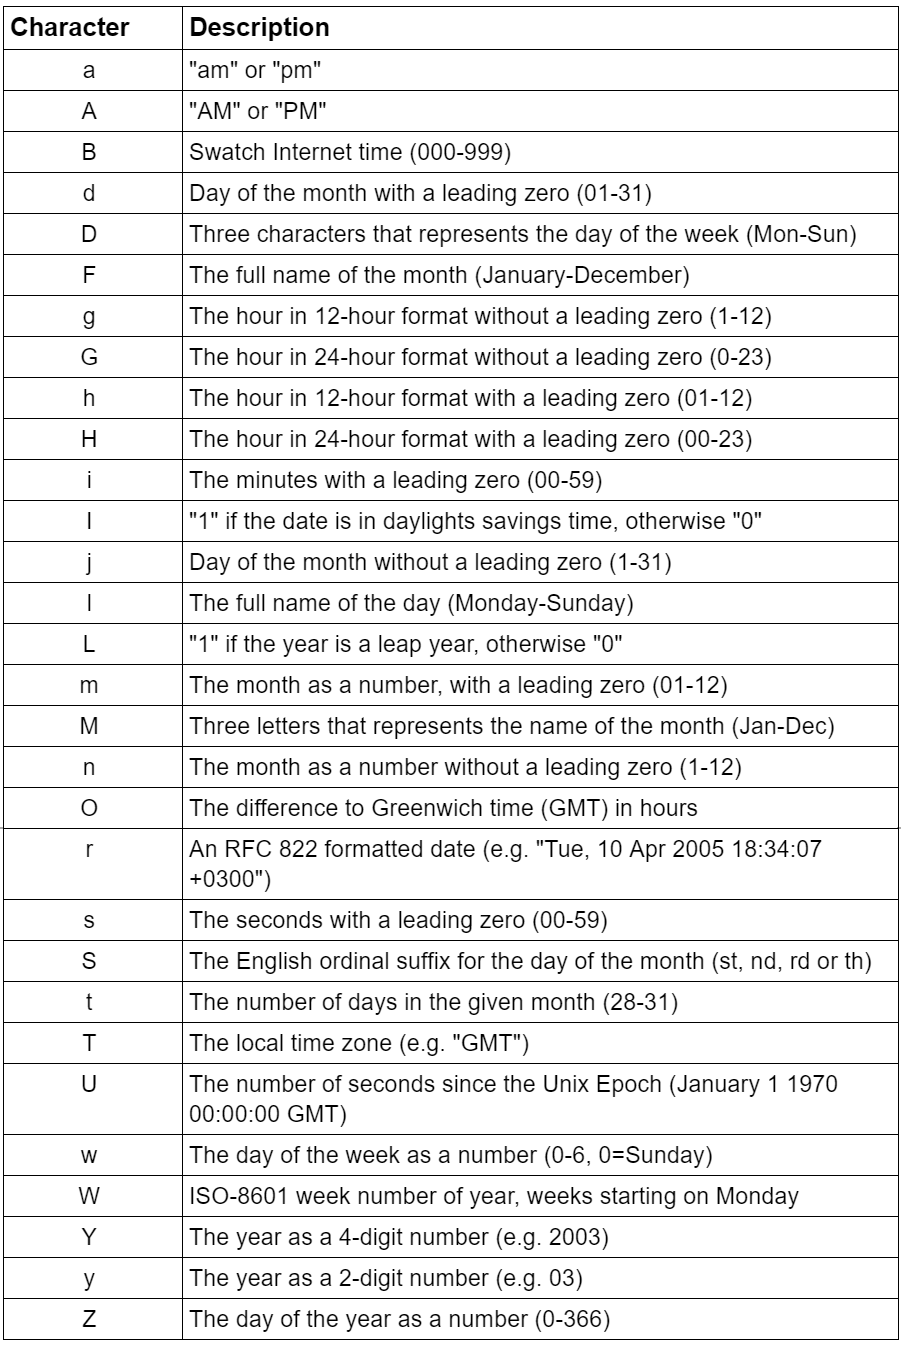 Character Description
a "am" or "pm"
A "AM" or "PM"
B Swatch Internet time (000-999)
d Day of the month with a leading zero (01-31)
D Three characters that represents the day of the week (Mon-Sun)
F The full name of the month (January-December)
g The hour in 12-hour format without a leading zero (1-12)
G The hour in 24-hour format without a leading zero (0-23)
h The hour in 12-hour format with a leading zero (01-12)
H The hour in 24-hour format with a leading zero (00-23)
i The minutes with a leading zero (00-59)
I "1" if the date is in daylights savings time, otherwise "0"
j Day of the month without a leading zero (1-31)
l The full name of the day (Monday-Sunday)
L "1" if the year is a leap year, otherwise "0"
m The month as a number, with a leading zero (01-12)
M Three letters that represents the name of the month (Jan-Dec)
n The month as a number without a leading zero (1-12)
O The difference to Greenwich time (GMT) in hours
r An RFC 822 formatted date (e.g. "Tue, 10 Apr 2005 18:34:07
+0300")
s The seconds with a leading zero (00-59)
S The English ordinal suffix for the day of the month (st, nd, rd or th)
t The number of days in the given month (28-31)
T The local time zone (e.g. "GMT")
U The number of seconds since the Unix Epoch (January 1 1970
00:00:00 GMT)
w The day of the week as a number (0-6, 0=Sunday)
W ISO-8601 week number of year, weeks starting on Monday
Y The year as a 4-digit number (e.g. 2003)
y The year as a 2-digit number (e.g. 03)
Z The day of the year as a number (0-366)